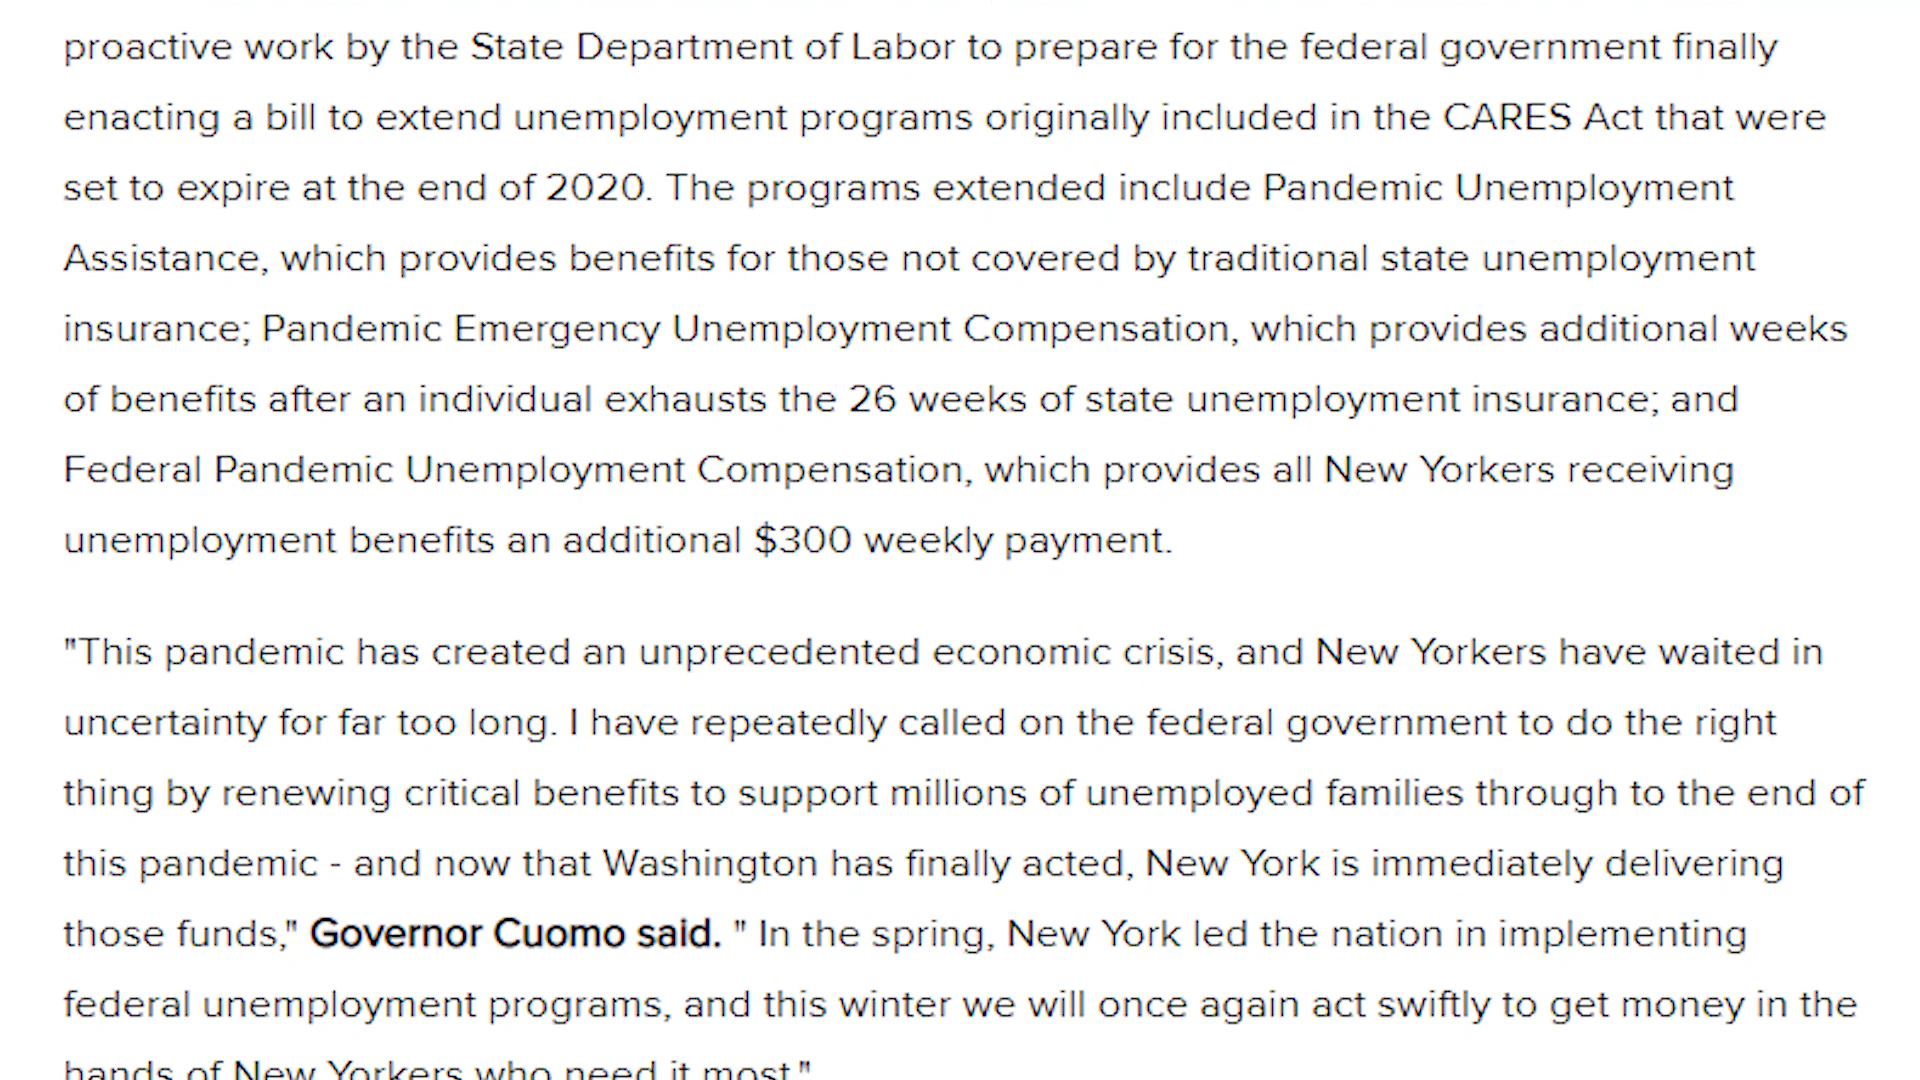 proactive work by the State Department of Labor to prepare for the federal government finally
enacting a bill to extend unemployment programs originally included in the CARES Act that were
set to expire at the end of 2020. The programs extended include Pandemic Unemployment
Assistance, which provides benefits for those not covered by traditional state unemployment
insurance; Pandemic Emergency Unemployment Compensation, which provides additional weeks
of benefits after an individual exhausts the 26 weeks of state unemployment insurance; and
Federal Pandemic Unemployment Compensation, which provides all New Yorkers receiving
unemployment benefits an additional $300 weekly payment.
"This pandemic has created an unprecedented economic crisis, and New Yorkers have waited in
uncertainty for far too long. I have repeatedly called on the federal government to do the right
thing by renewing critical benefits to support millions of unemployed families through to the end of
this pandemic - and now that Washington has finally acted, New York is immediately delivering
those funds," Governor Cuomo said. " In the spring, New York led the nation in implementing
federal unemployment programs, and this winter we will once again act swiftly to get money in the
hands of New Yorkers who need it most."